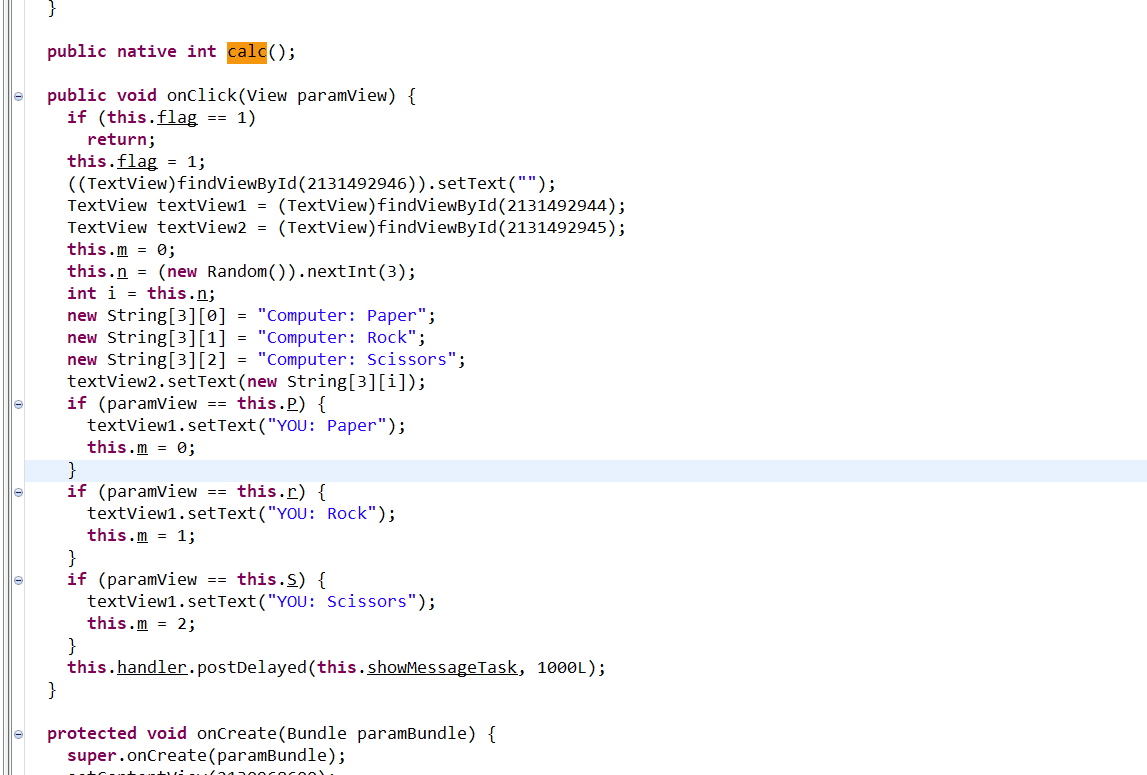 }
public native int calc();
public void onClick(View paramView) {
if (this.flag == 1)
return;
this.flag = 1;
((TextView)findViewById(2131492946)).setText("");
TextView textView1 = (TextView)findViewById(2131492944);
TextView textView2 = (TextView)findViewById(2131492945);
this.m = 0;
this.n = (new Random()).nextInt(3);
int i = this.n;
new String[3][0] = "Computer: Paper";
new String[3][1] = "Computer: Rock";
new String[3][2] = "Computer: Scissors";
textView2.setText(new String[3][i]);
if (paramView == this.P) {
textView1.setText("YOU: Paper");
this.m = 0;
}
if (paramView == this.r) {
textView1.setText("YOU: Rock");
this.m = 1;
}
if (paramView == this.S) {
textView1.setText("YOU: Scissors");
this.m = 2;
}
this.handler.postDelayed(this.showMessageTask, 1000L);
}
protected void onCreate(Bundle paramBundle) {
super.onCreate(paramBundle);